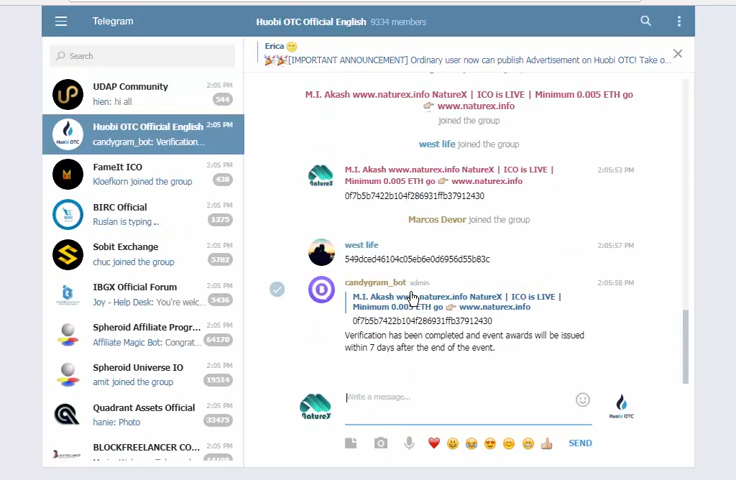 Telegram
Huobi OTC Official English 9334 members
Search
Erica
[IMPORTANT ANNOUNCEMENT] Ordinary user now can publish Advertisement on Huobi OTC! Take o...
UDAP Community 2:05 PM
hien: hi all 544
Huobi OTC Official English 2:05 PM
candygram_bot: Verification...
FameIt ICO 2:05 PM
Kloefkorn joined the group 438
BIRC Official 2:05 PM
Ruslan is typing... 1275
Sobit Exchange 2:05 PM
chuc joined the group 5782
IBGX Official Forum 2:05 PM
Joy - Help Desk: You're welc... 5436
Spheroid Affiliate Progr... 2:05 PM
Affiliate Magic Bot: Congrat... 64178
Spheroid Universe IO 2:05 PM
amit joined the group 19514
Quadrant Assets Official 2:05 PM
hanie: Photo 33475
BLOCKFREELANCER CO... 2:05 PM
M.I. Akash www.naturex.info NatureX | ICO is LIVE | Minimum 0.005 ETH go
👉 www.naturex.info
joined the group
west life joined the group
M.I. Akash www.naturex.info NatureX | ICO is LIVE | 2:05:53 PM
Minimum 0.005 ETH go 👉 www.naturex.info
0f7b5b7422b104f286931ffb37912430
Marcos Devor joined the group
west life 2:05:57 PM
549dced46104c05eb6e0d6956d55b83c
candygram_bot admin 2:05:58 PM
M.I. Akash www.naturex.info NatureX | ICO is LIVE |
Minimum 0.005 ETH go 👉 www.naturex.info
0f7b5b7422b104f286931ffb37912430
Verification has been completed and event awards will be issued
within 7 days after the end of the event.
Write a message...
NatureX
HUOBI OTC
SEND